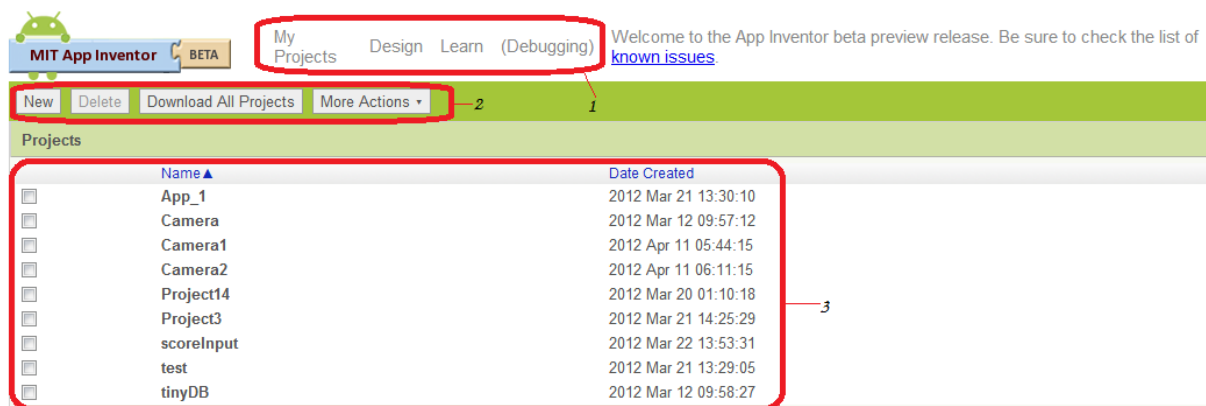 MIT App Inventor BETA
My Projects Design Learn (Debugging)
Welcome to the App Inventor beta preview release. Be sure to check the list of
known issues.
1
New Delete Download All Projects More Actions ▾
2
Projects
Name▲ Date Created
App_1 2012 Mar 21 13:30:10
Camera 2012 Mar 12 09:57:12
Camera1 2012 Apr 11 05:44:15
Camera2 2012 Apr 11 06:11:15
Project14 2012 Mar 20 01:10:18
Project3 2012 Mar 21 14:25:29
scoreInput 2012 Mar 22 13:53:31
test 2012 Mar 21 13:29:05
tinyDB 2012 Mar 12 09:58:27
3